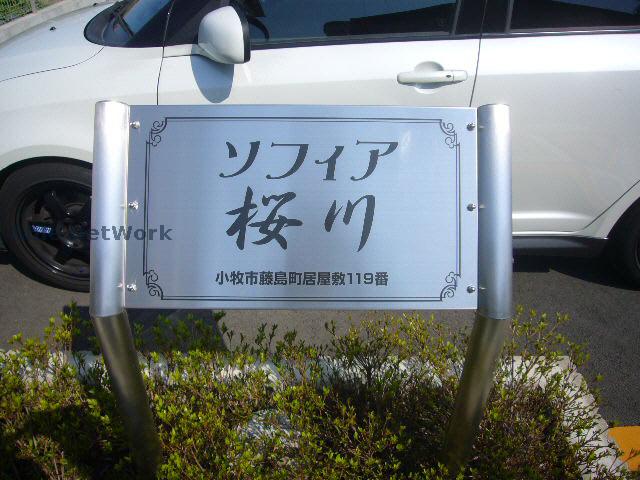 ソフィア
桜川
小牧市藤島町居屋敷119番
etWork